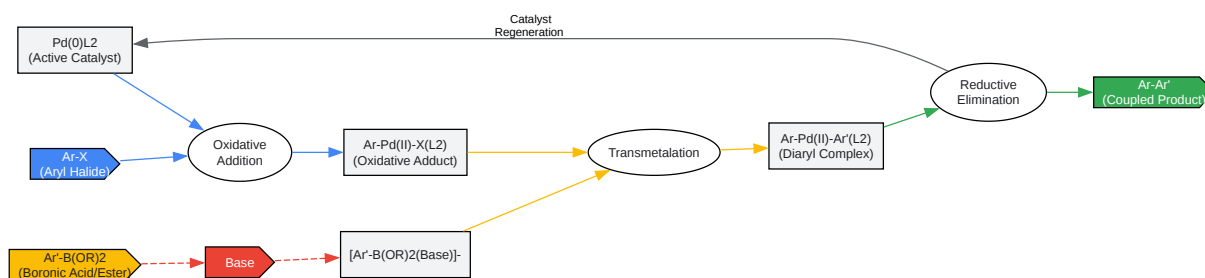 Catalyst
Regeneration
Pd(0)L2
(Active Catalyst)
Reductive
Elimination
Ar-Ar'
(Coupled Product)
Oxidative
Addition
Ar-X
(Aryl Halide)
Ar-Pd(II)-X(L2)
(Oxidative Adduct)
Transmetalation
Ar-Pd(II)-Ar'(L2)
(Diaryl Complex)
Ar'-B(OR)2
(Boronic Acid/Ester)
Base
[Ar'-B(OR)2(Base)]-